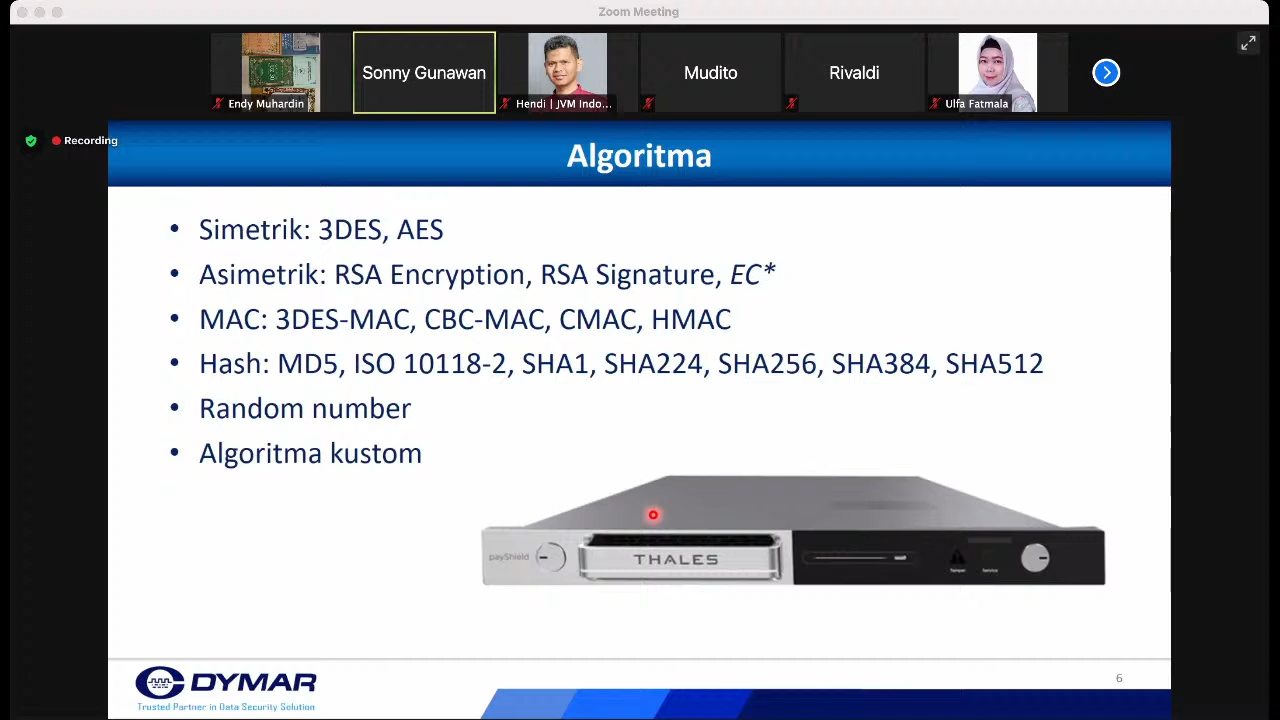 Zoom Meeting
Endy Muhardin
Sonny Gunawan
Hendi | JVM Indo...
Mudito
Rivaldi
Ulfa Fatmala
Recording
Algoritma
• Simetrik: 3DES, AES
• Asimetrik: RSA Encryption, RSA Signature, EC*
• MAC: 3DES-MAC, CBC-MAC, CMAC, HMAC
• Hash: MD5, ISO 10118-2, SHA1, SHA224, SHA256, SHA384, SHA512
• Random number
• Algoritma kustom
payShield
THALES
Tamper
Service
DYMAR
Trusted Partner in Data Security Solution
6